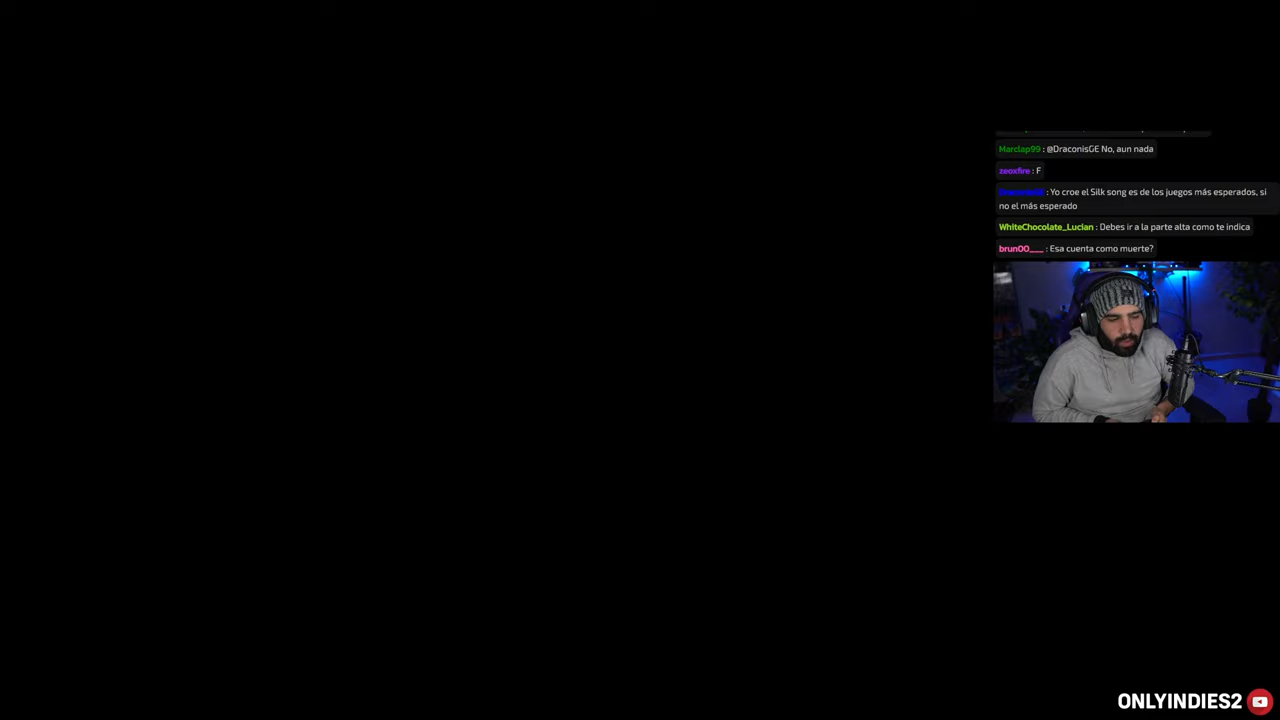 Marclap99 : @DraconisGE No, aun nada
zeoxfire : F
: Yo croe el Silk song es de los juegos más esperados, si
no el más esperado
WhiteChocolate_Lucian : Debes ir a la parte alta como te indica
brun00___ : Esa cuenta como muerte?
ONLYINDIES2